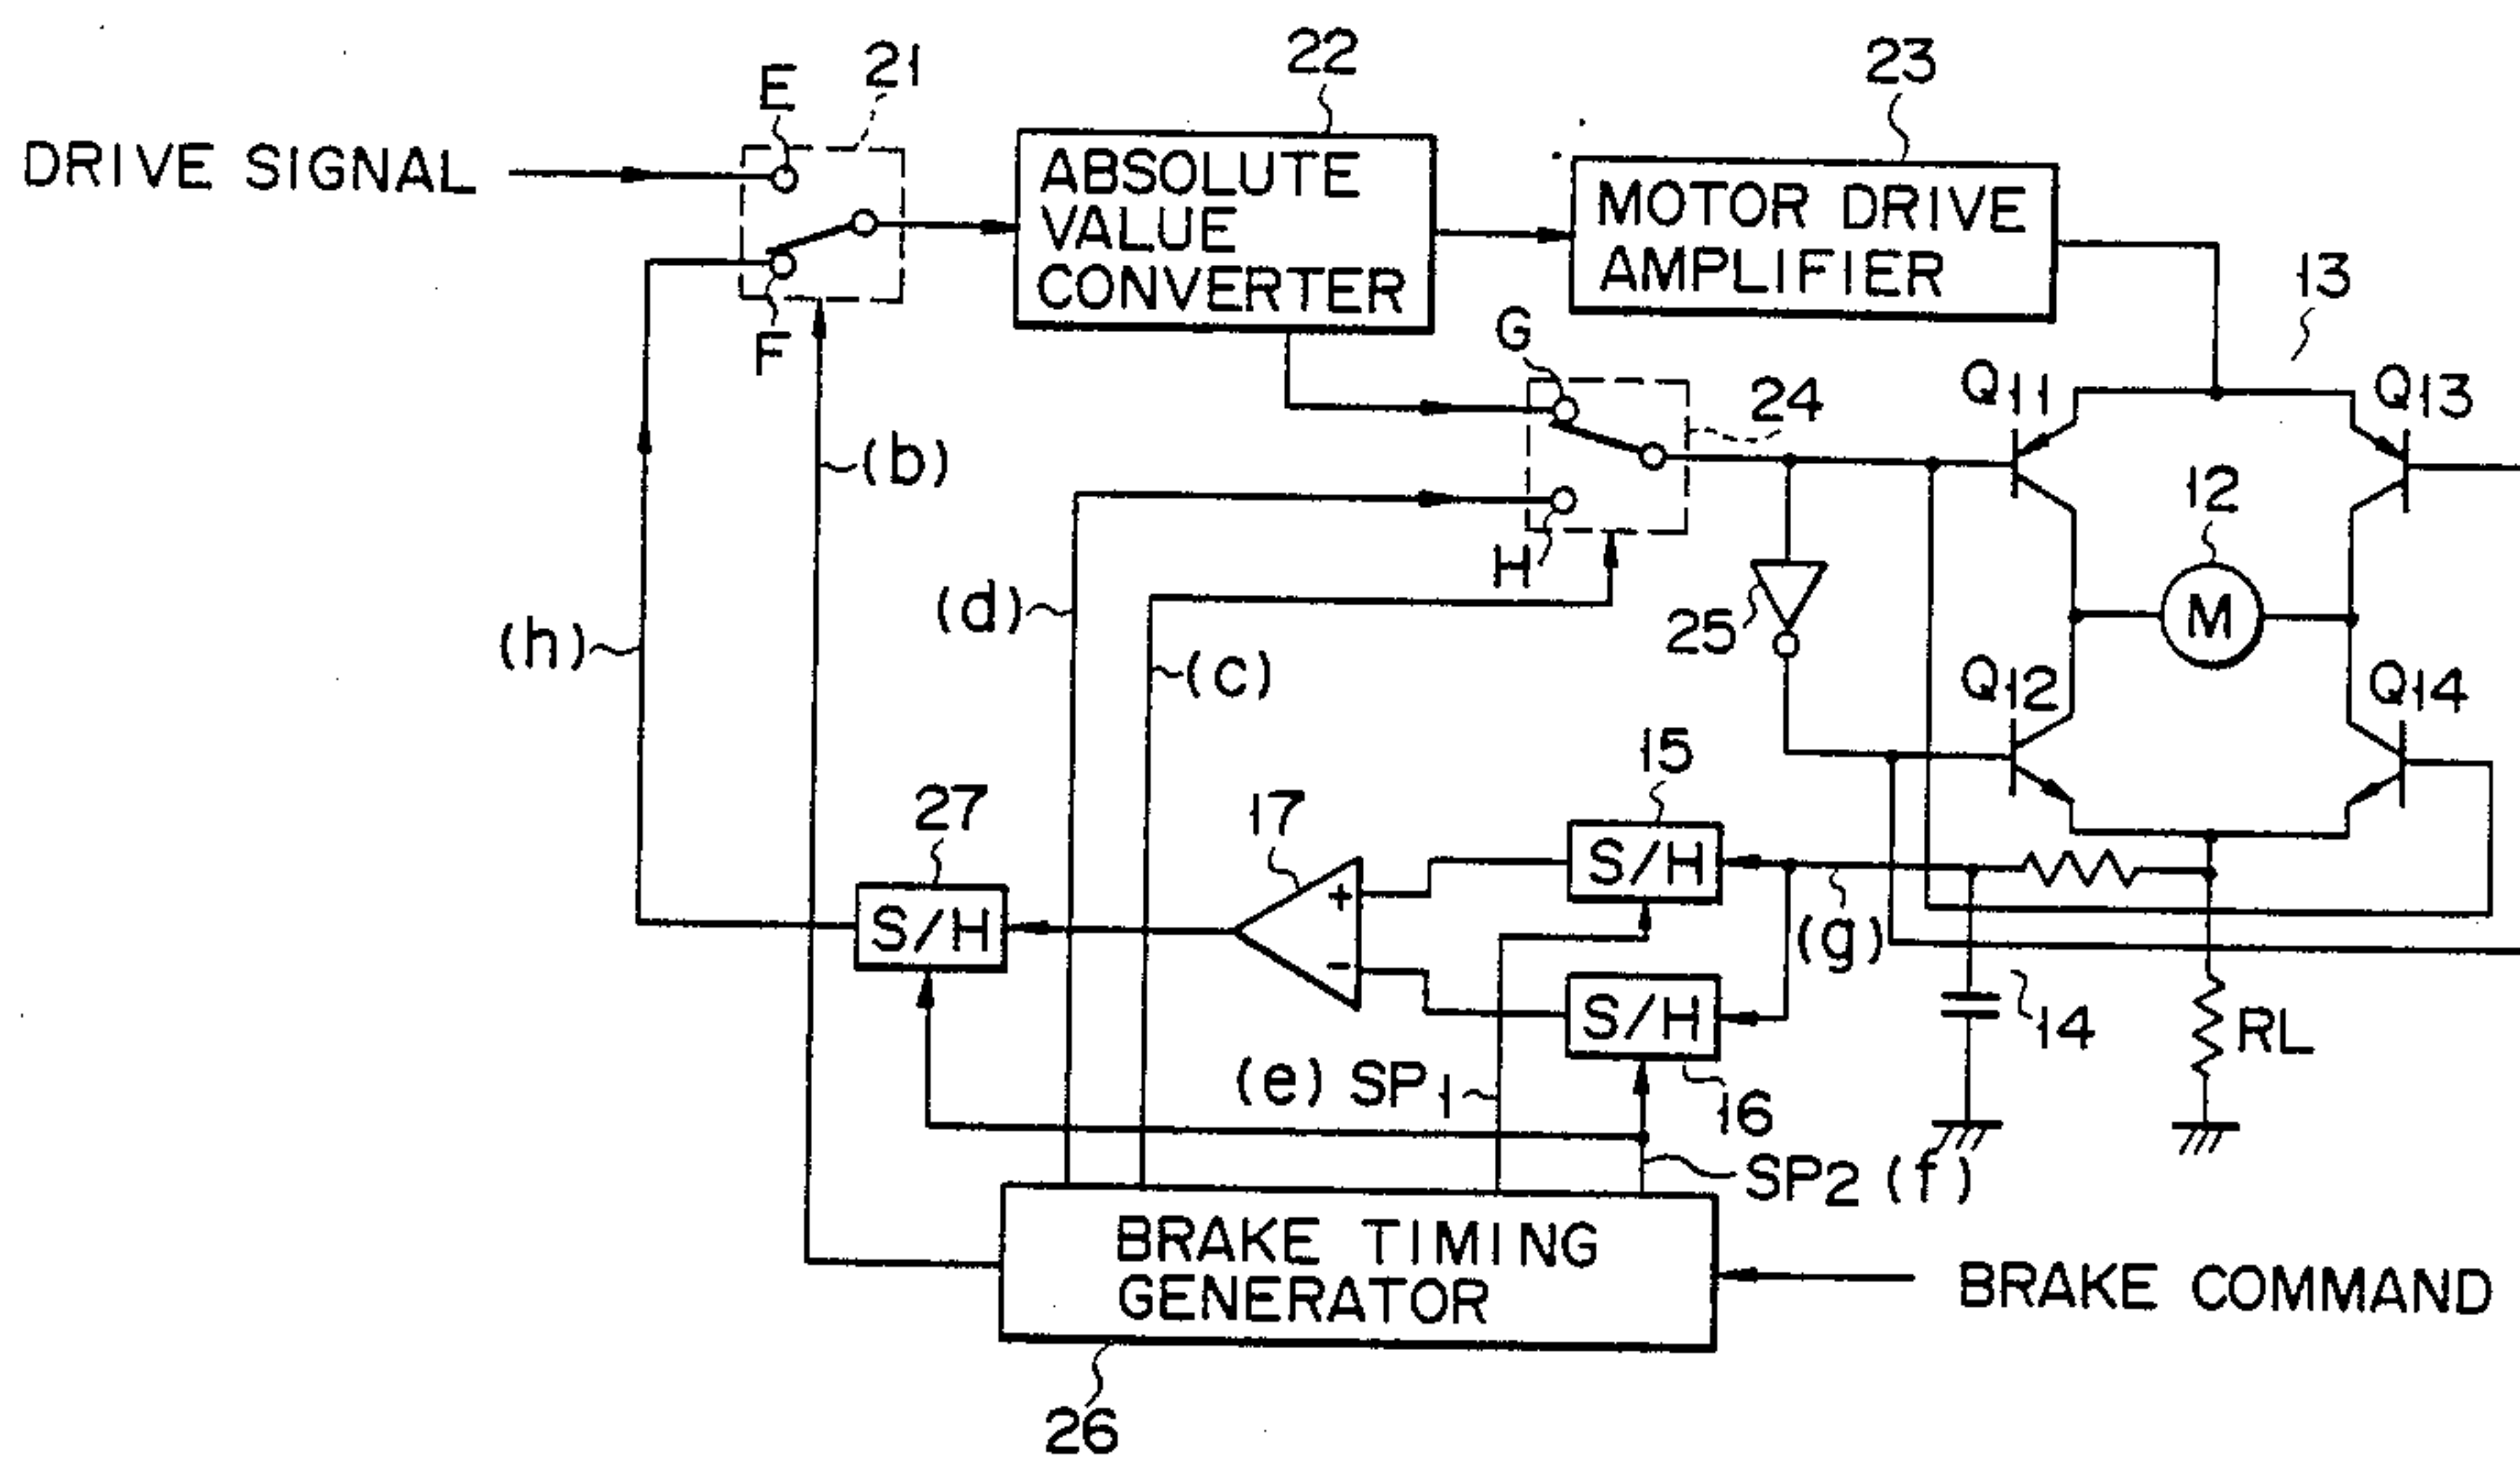 22
23
21
E
DRIVE SIGNAL
ABSOLUTE
VALUE
CONVERTER
MOTOR DRIVE
AMPLIFIER
F
G
13
24
Q11
Q13
(b)
12
H
M
(d)
25
(h)
(c)
Q12
Q14
15
27
17
S/H
+
S/H
(g)
-
S/H
14
RL
(e) SP1
16
SP2 (f)
BRAKE TIMING
GENERATOR
BRAKE COMMAND
26